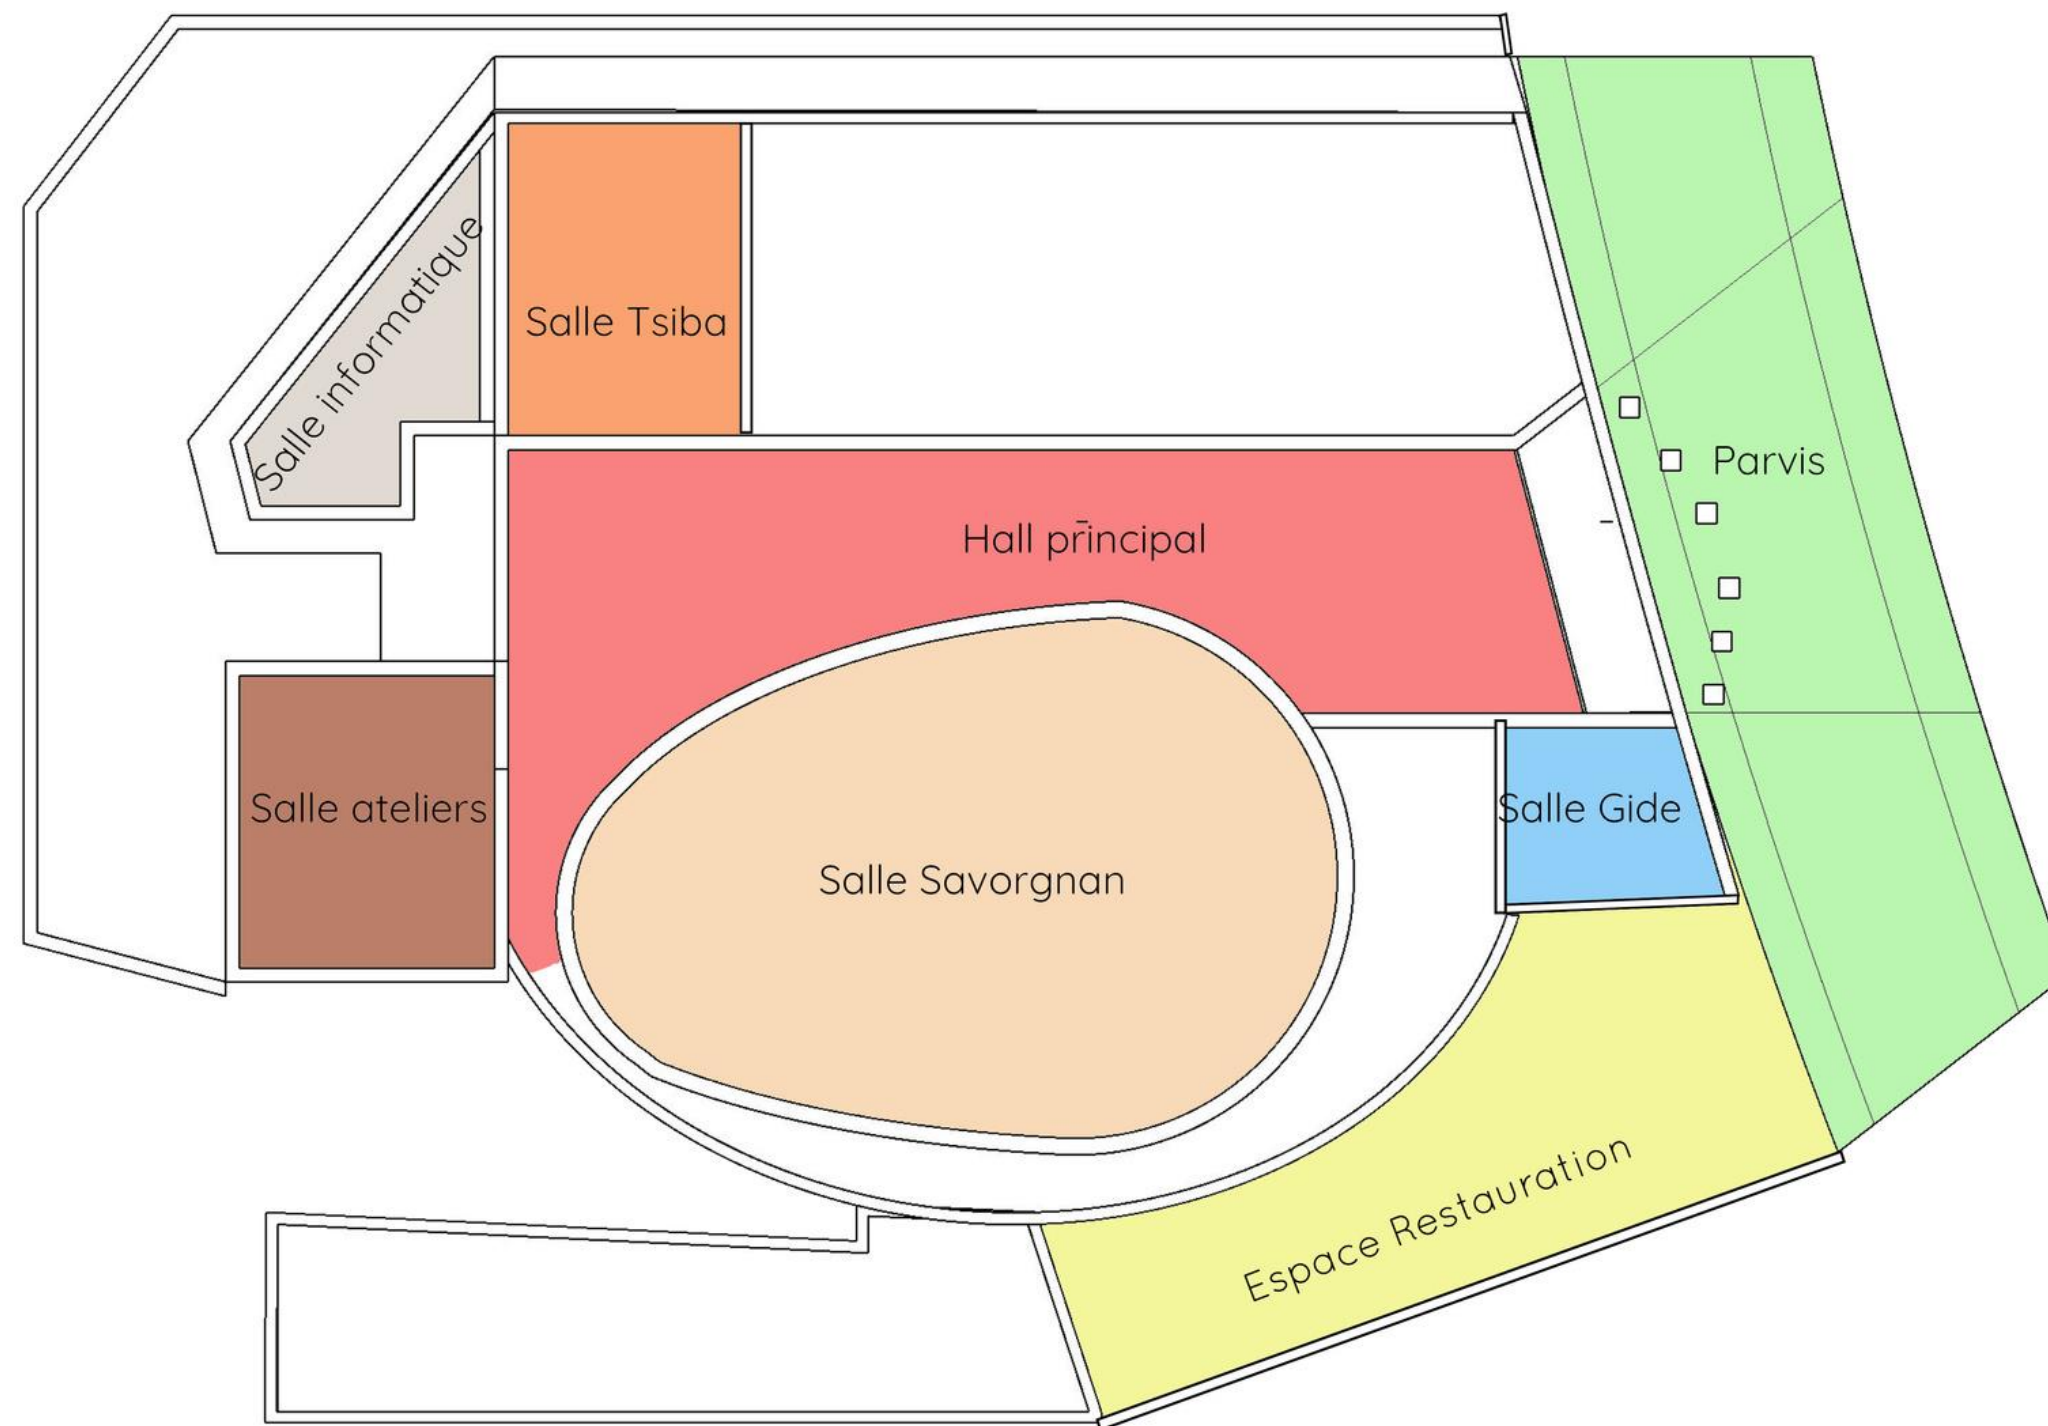 Salle informatique
Salle Tsiba
Parvis
Hall principal
Salle ateliers
Salle Gide
Salle Savorgnan
Espace Restauration